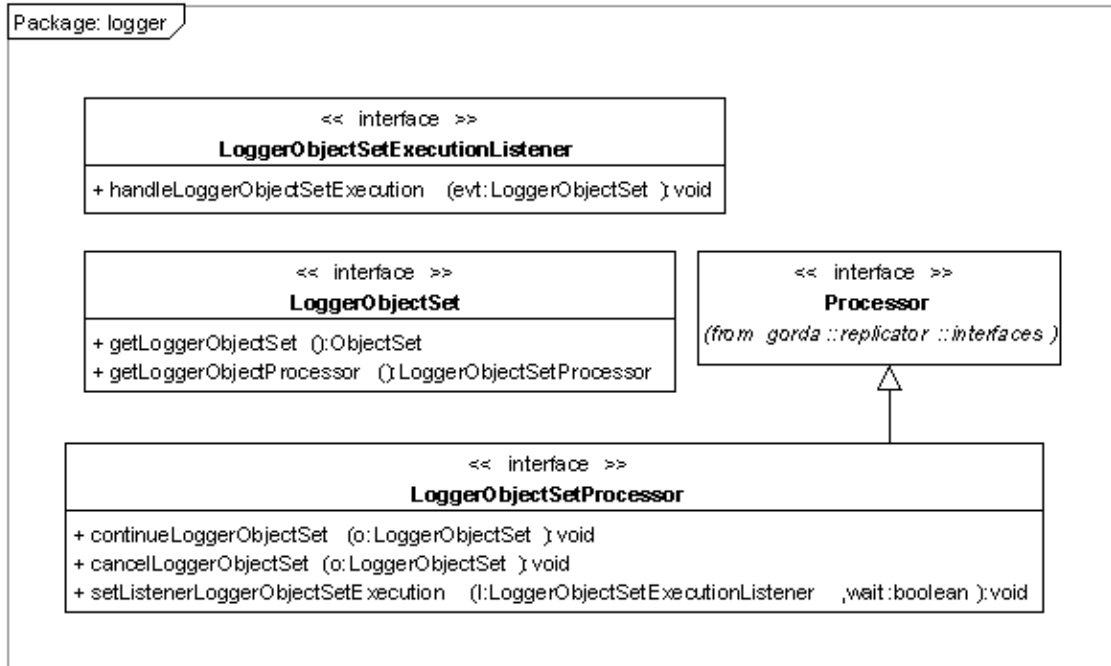 Package: logger
<< interface >>
LoggerObjectSetExecutionListener
+ handleLoggerObjectSetExecution (evt:LoggerObjectSet ):void
<< interface >>
LoggerObjectSet
+ getLoggerObjectSet ():ObjectSet
+ getLoggerObjectProcessor ():LoggerObjectSetProcessor
<< interface >>
Processor
(from gorda ::replicator ::interfaces )
<< interface >>
LoggerObjectSetProcessor
+ continueLoggerObjectSet (o:LoggerObjectSet ):void
+ cancelLoggerObjectSet (o:LoggerObjectSet ):void
+ setListenerLoggerObjectSetExecution (l:LoggerObjectSetExecutionListener ,wait:boolean ):void